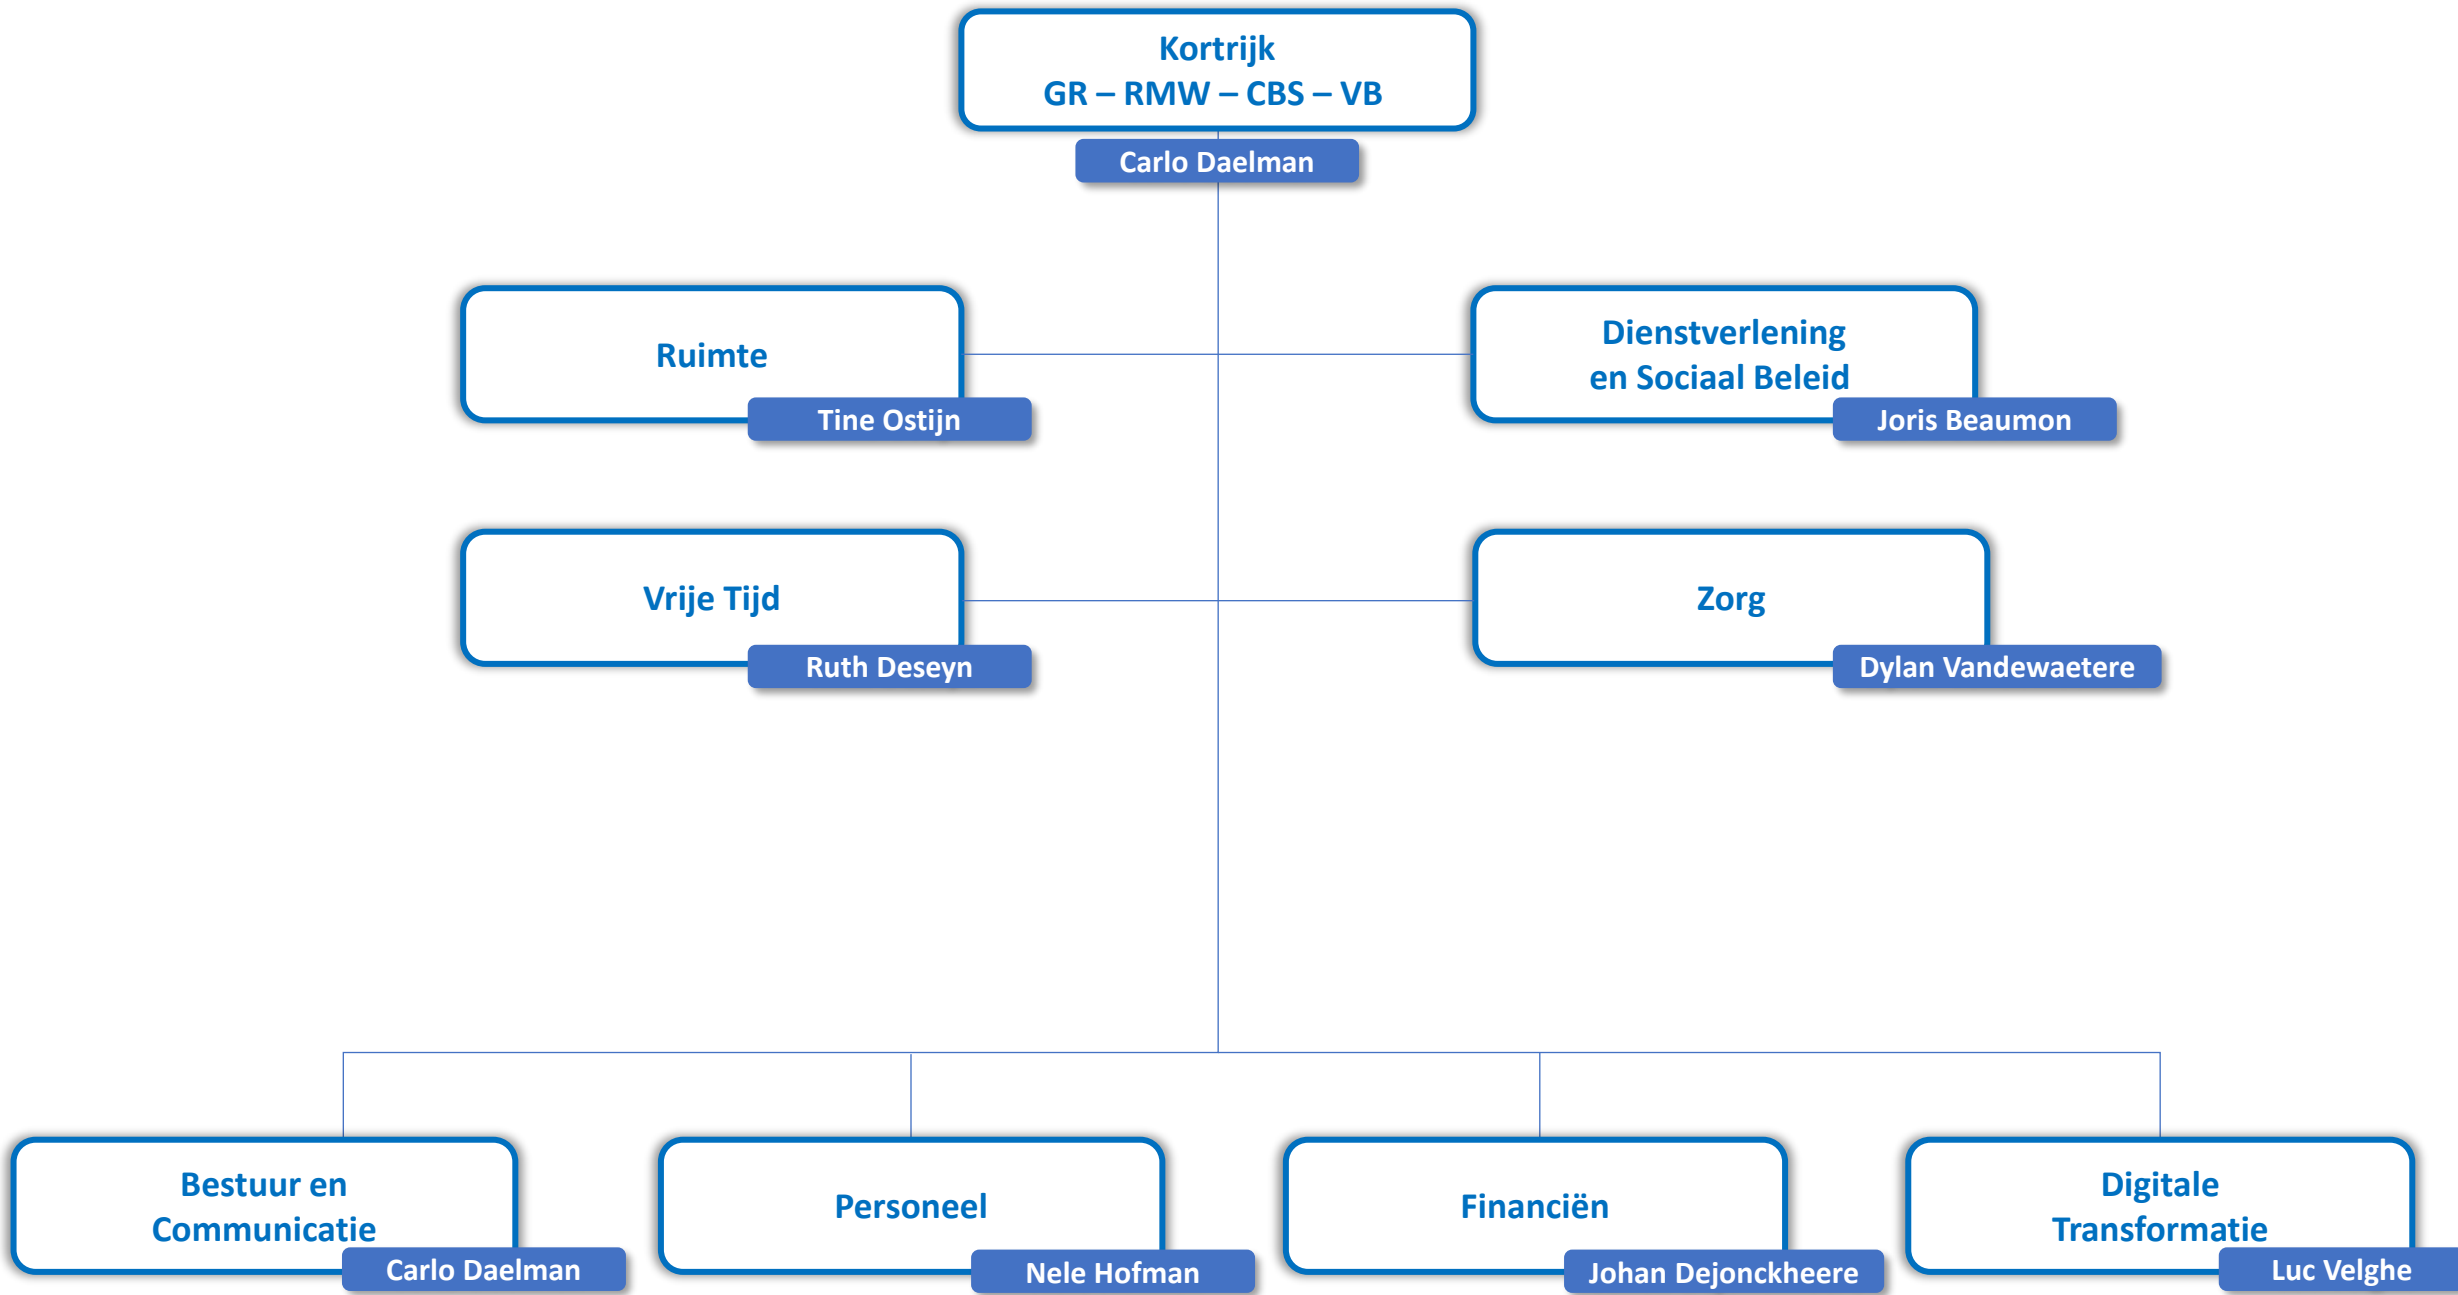 Kortrijk
GR – RMW – CBS – VB
Carlo Daelman
Ruimte
Tine Ostijn
Dienstverlening
en Sociaal Beleid
Joris Beaumon
Vrije Tijd
Ruth Deseyn
Zorg
Dylan Vandewaetere
Bestuur en
Communicatie
Carlo Daelman
Personeel
Nele Hofman
Financiën
Johan Dejonckheere
Digitale
Transformatie
Luc Velghe